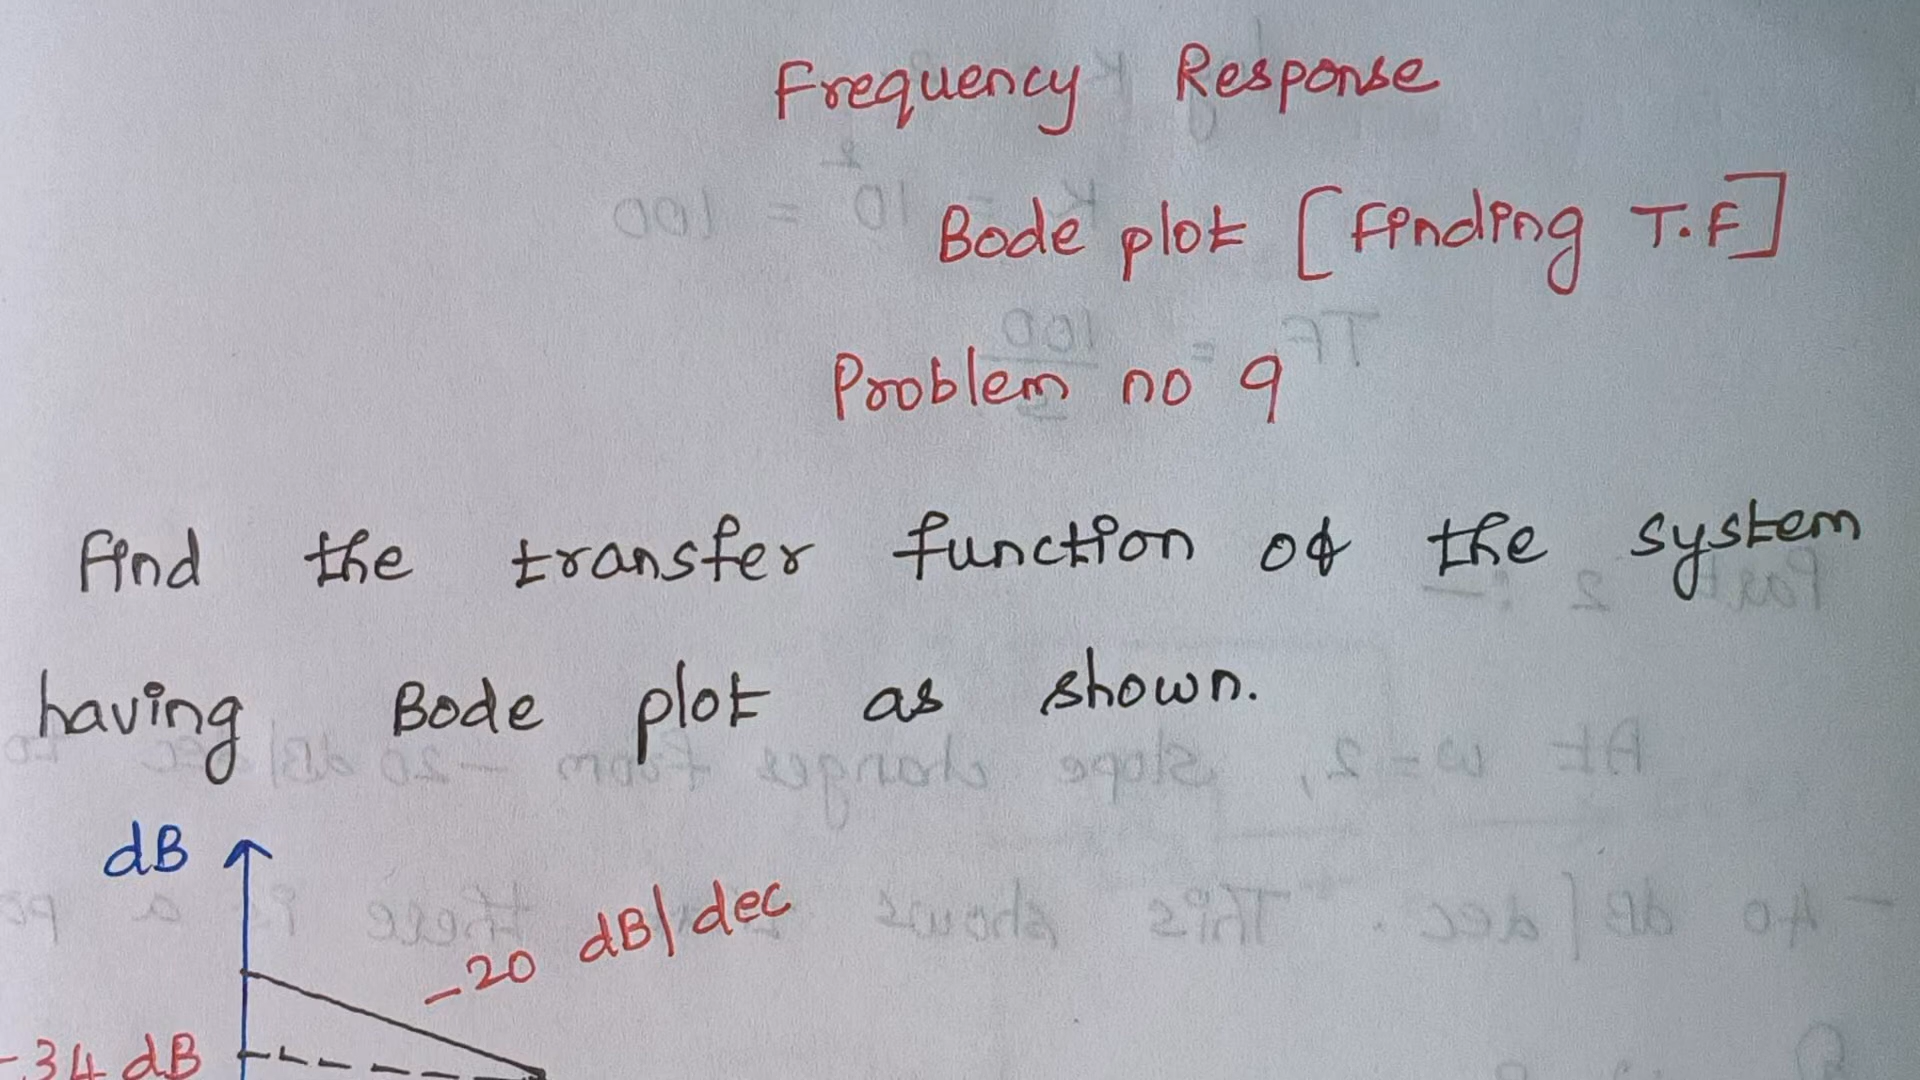 Frequency Response
Bode plot [Finding T.F]
Problem no 9
Find the transfer function of the system
having Bode plot as shown.
dB
-20 dB/dec
-34 dB